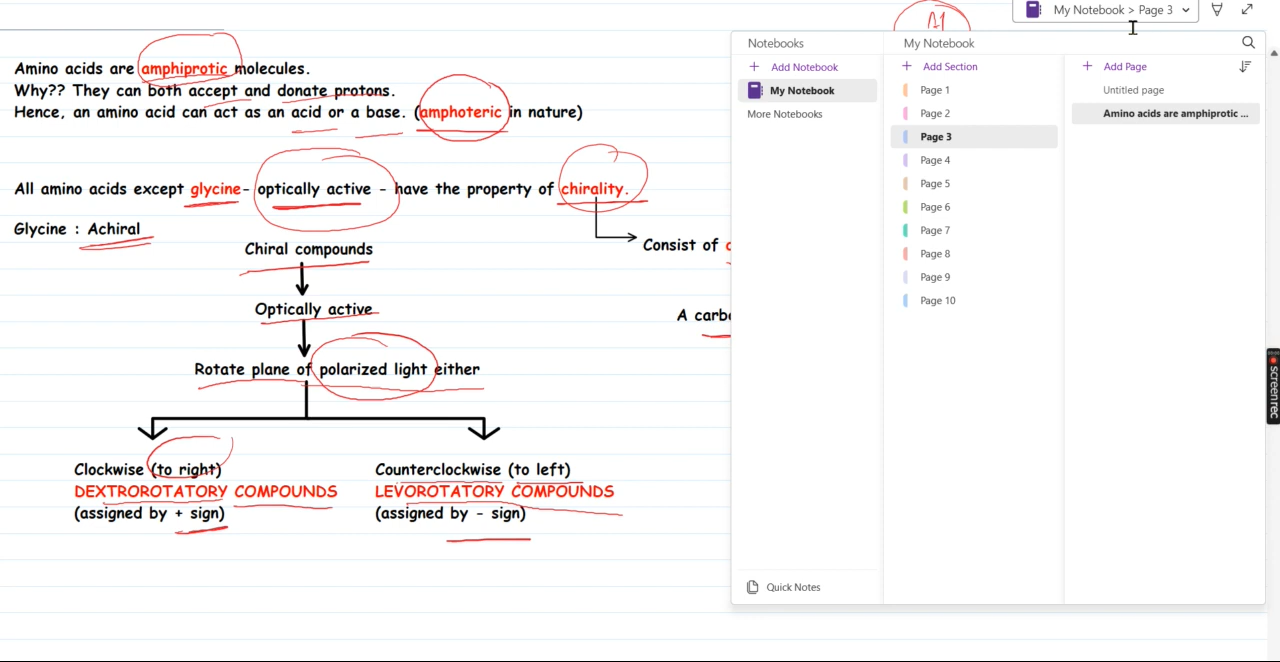 My Notebook > Page 3
A1
Amino acids are amphiprotic molecules.
Why?? They can both accept and donate protons.
Hence, an amino acid can act as an acid or a base. (amphoteric in nature)
All amino acids except glycine- optically active - have the property of chirality.
Glycine : Achiral
Consist of
Chiral compounds
Optically active
A carb
Rotate plane of polarized light either
Clockwise (to right)
DEXTROROTATORY COMPOUNDS
(assigned by + sign)
Counterclockwise (to left)
LEVOROTATORY COMPOUNDS
(assigned by - sign)
Notebooks
+ Add Notebook
My Notebook
More Notebooks
Quick Notes
My Notebook
+ Add Section
Page 1
Page 2
Page 3
Page 4
Page 5
Page 6
Page 7
Page 8
Page 9
Page 10
+ Add Page
Untitled page
Amino acids are amphiprotic ...
screenrec